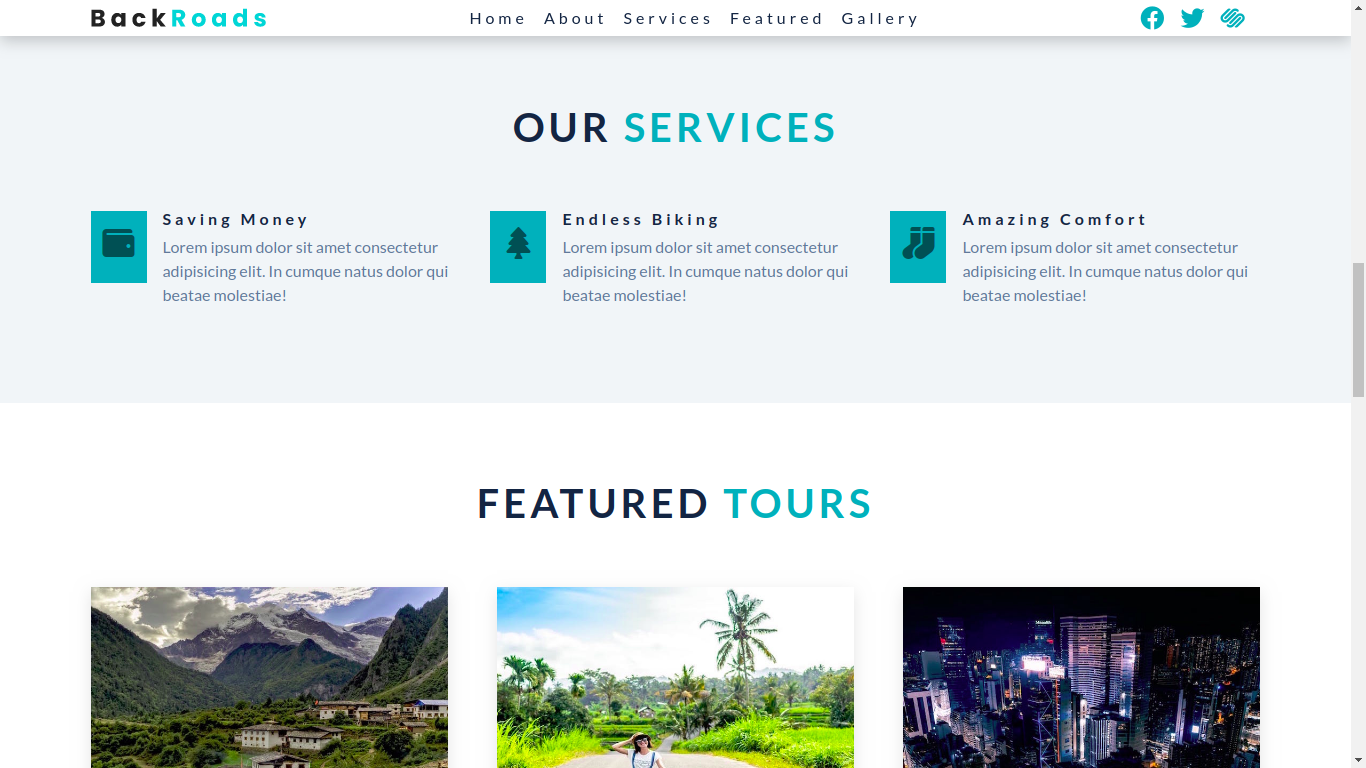 BackRoads
Home About Services Featured Gallery
OUR SERVICES
Saving Money
Lorem ipsum dolor sit amet consectetur
adipisicing elit. In cumque natus dolor qui
beatae molestiae!
Endless Biking
Lorem ipsum dolor sit amet consectetur
adipisicing elit. In cumque natus dolor qui
beatae molestiae!
Amazing Comfort
Lorem ipsum dolor sit amet consectetur
adipisicing elit. In cumque natus dolor qui
beatae molestiae!
FEATURED TOURS